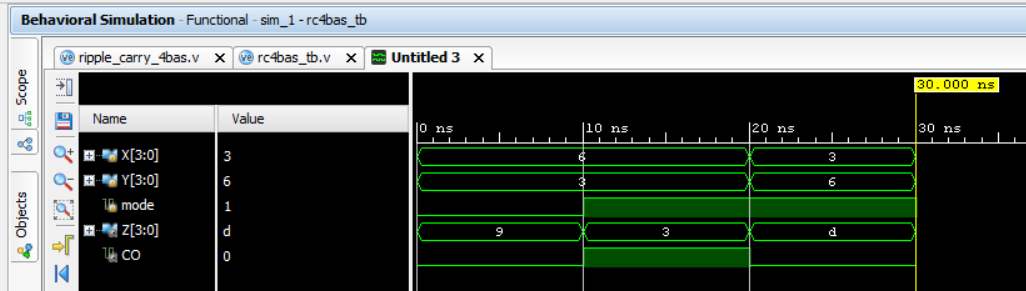 Behavioral Simulation - Functional - sim_1 - rc4bas_tb
ripple_carry_4bas.v rc4bas_tb.v Untitled 3
Scope
Objects
30.000 ns
Name Value
0 ns 10 ns 20 ns 30 ns
X[3:0] 3 6 3
Y[3:0] 6 3 6
mode 1
Z[3:0] d 9 3 d
CO 0